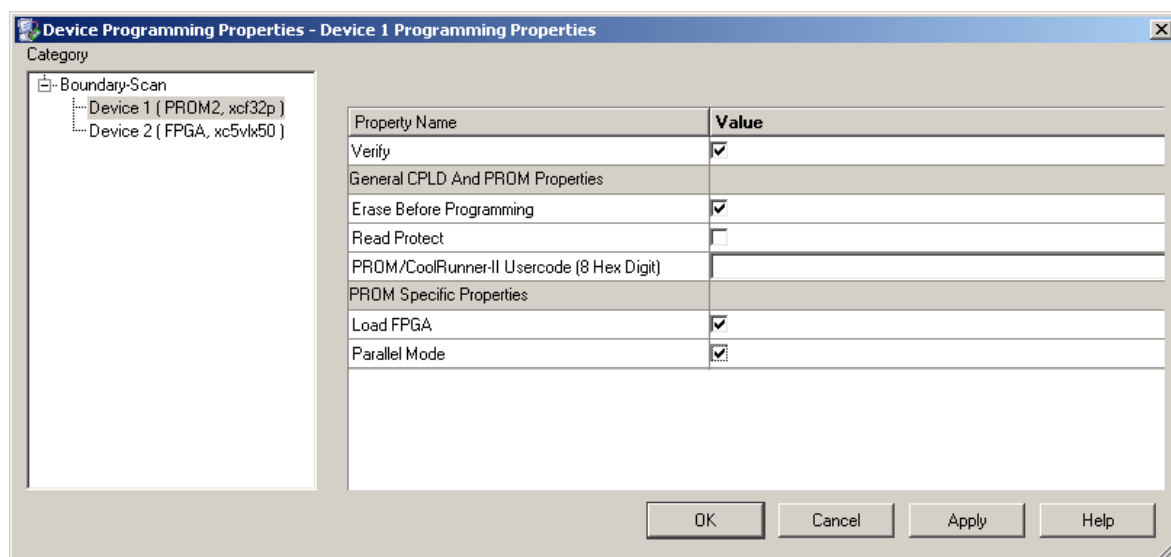 Device Programming Properties - Device 1 Programming Properties
Category
Boundary-Scan
Device 1 ( PROM2, xcf32p )
Device 2 ( FPGA, xc5vlx50 )
Property Name Value
Verify
General CPLD And PROM Properties
Erase Before Programming
Read Protect
PROM/CoolRunner-II Usercode (8 Hex Digit)
PROM Specific Properties
Load FPGA
Parallel Mode
OK Cancel Apply Help